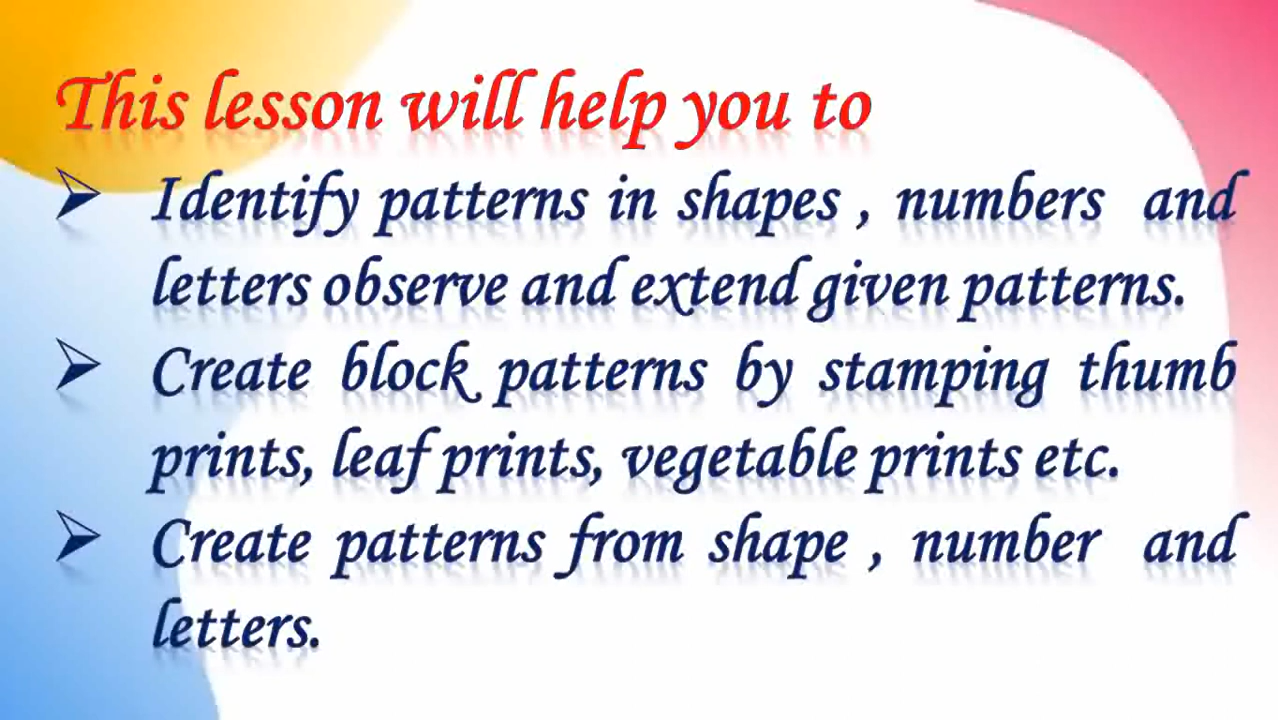 This lesson will help you to
➢ Identify patterns in shapes , numbers and
letters observe and extend given patterns.
➢ Create block patterns by stamping thumb
prints, leaf prints, vegetable prints etc.
➢ Create patterns from shape , number and
letters.